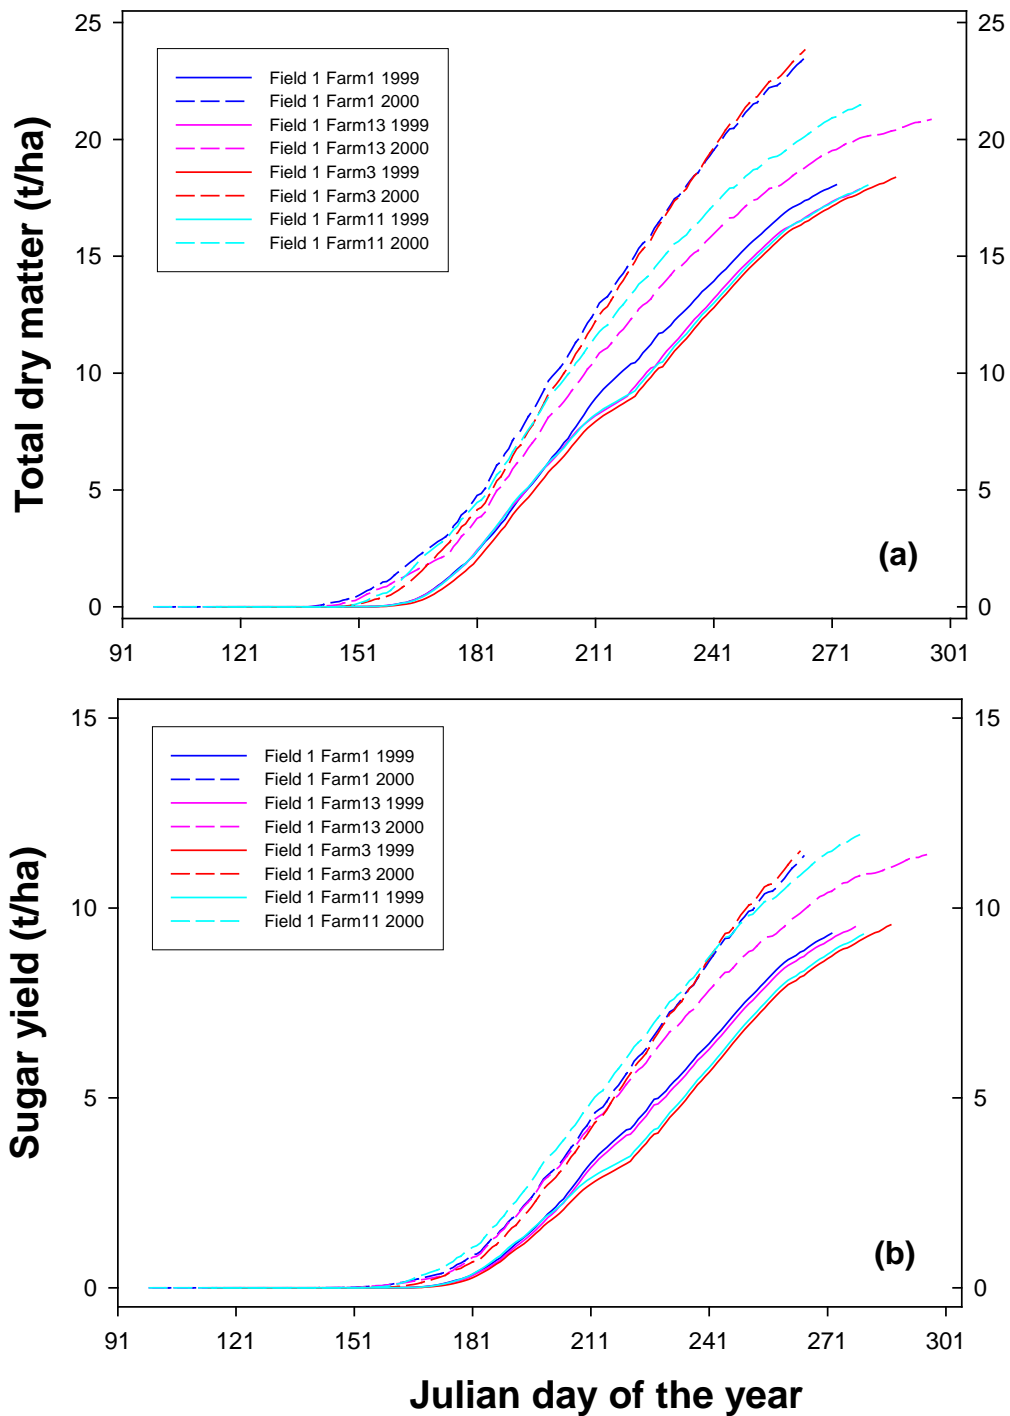 25
20
15
10
5
0
25
20
15
10
5
0
Total dry matter (t/ha)
Field 1 Farm1 1999
Field 1 Farm1 2000
Field 1 Farm13 1999
Field 1 Farm13 2000
Field 1 Farm3 1999
Field 1 Farm3 2000
Field 1 Farm11 1999
Field 1 Farm11 2000
(a)
91 121 151 181 211 241 271 301
15
10
5
0
15
10
5
0
Sugar yield (t/ha)
Field 1 Farm1 1999
Field 1 Farm1 2000
Field 1 Farm13 1999
Field 1 Farm13 2000
Field 1 Farm3 1999
Field 1 Farm3 2000
Field 1 Farm11 1999
Field 1 Farm11 2000
(b)
91 121 151 181 211 241 271 301
Julian day of the year